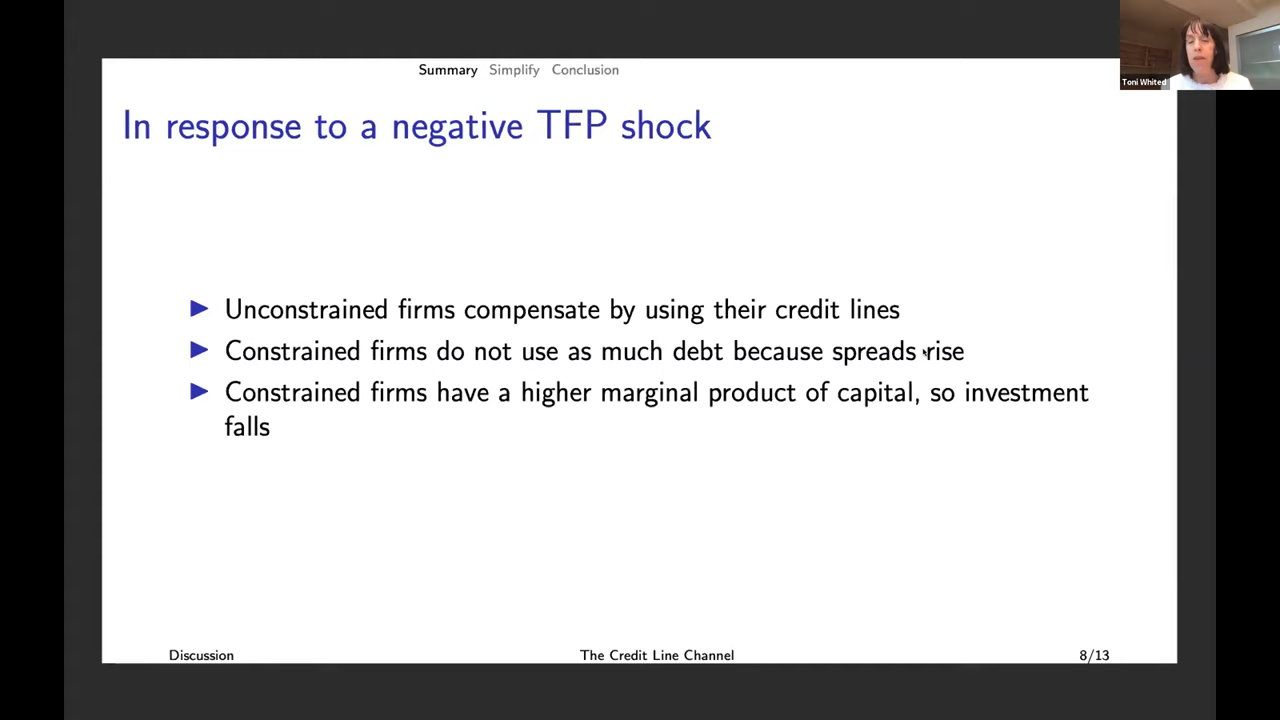 Summary Simplify Conclusion
Toni Whited
In response to a negative TFP shock
Unconstrained firms compensate by using their credit lines
Constrained firms do not use as much debt because spreads rise
Constrained firms have a higher marginal product of capital, so investment
falls
Discussion
The Credit Line Channel
8/13